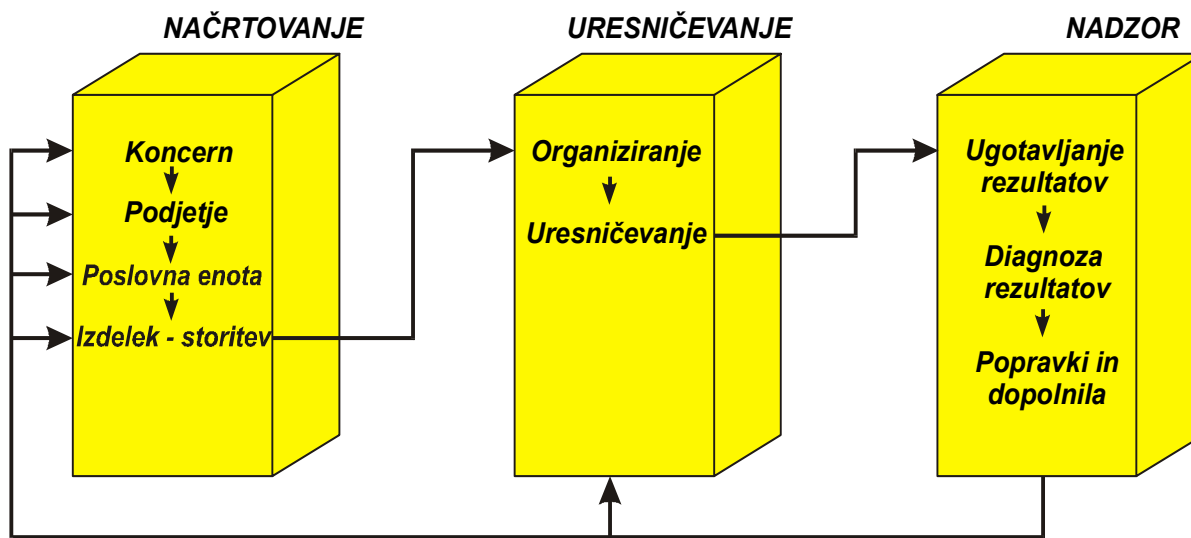 NAČRTOVANJE
Koncern
Podjetje
Poslovna enota
Izdelek - storitev
URESNIČEVANJE
Organiziranje
Uresničevanje
NADZOR
Ugotavljanje
rezultatov
Diagnoza
rezultatov
Popravki in
dopolnila